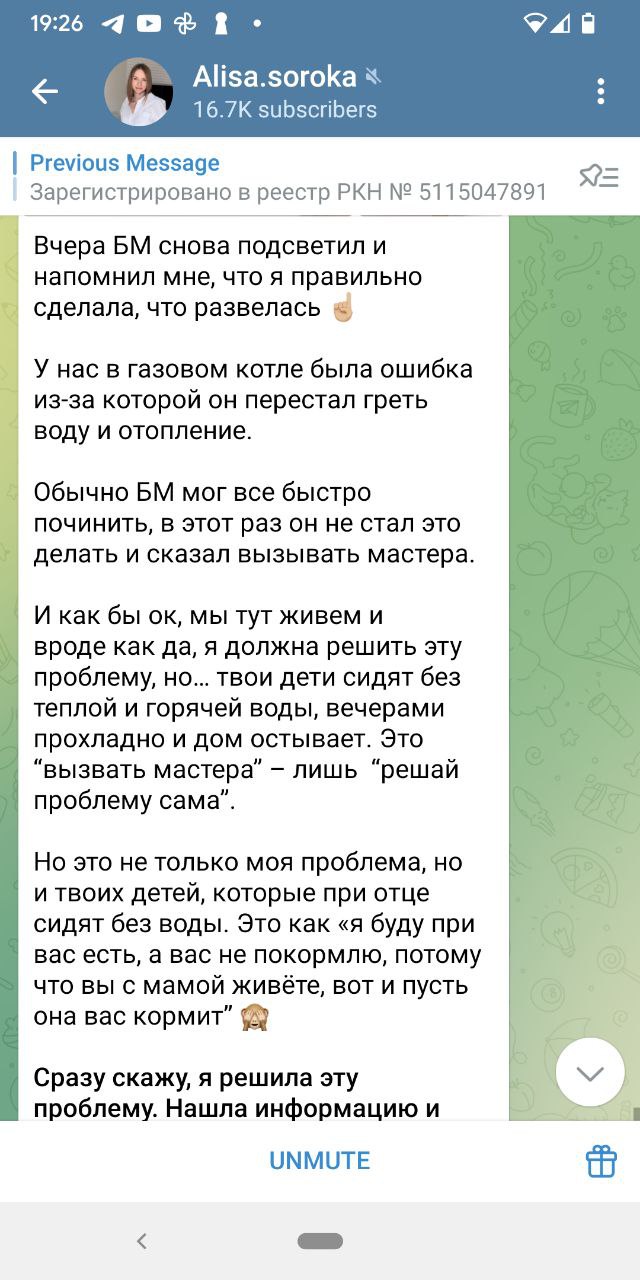 19:26
Alisa.soroka
16.7K subscribers
Previous Message
Зарегистрировано в реестр РКН № 5115047891
Вчера БМ снова подсветил и
напомнил мне, что я правильно
сделала, что развелась ☝🏼
У нас в газовом котле была ошибка
из-за которой он перестал греть
воду и отопление.
Обычно БМ мог все быстро
починить, в этот раз он не стал это
делать и сказал вызывать мастера.
И как бы ок, мы тут живем и
вроде как да, я должна решить эту
проблему, но... твои дети сидят без
теплой и горячей воды, вечерами
прохладно и дом остывает. Это
“вызвать мастера” – лишь “решай
проблему сама”.
Но это не только моя проблема, но
и твоих детей, которые при отце
сидят без воды. Это как «я буду при
вас есть, а вас не покормлю, потому
что вы с мамой живёте, вот и пусть
она вас кормит” 🙈
Сразу скажу, я решила эту
проблему. Нашла информацию и
UNMUTE